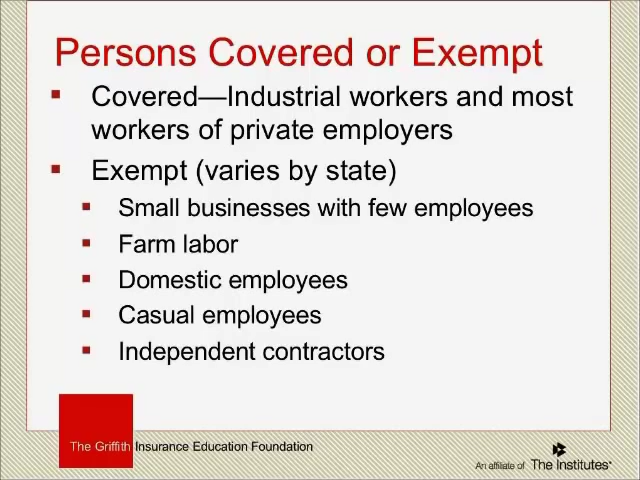 Persons Covered or Exempt
Covered—Industrial workers and most
workers of private employers
Exempt (varies by state)
Small businesses with few employees
Farm labor
Domestic employees
Casual employees
Independent contractors
The Griffith Insurance Education Foundation
An affiliate of The Institutes